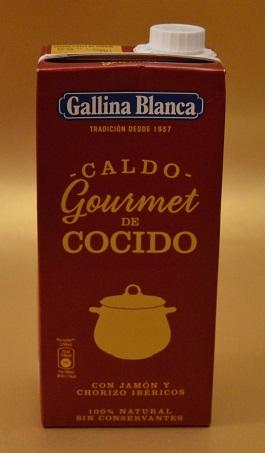 Gallina Blanca
TRADICIÓN DESDE 1937
-CALDO-
Gourmet
DE
COCIDO
CON JAMÓN Y
CHORIZO IBÉRICOS
100% NATURAL
SIN CONSERVANTES